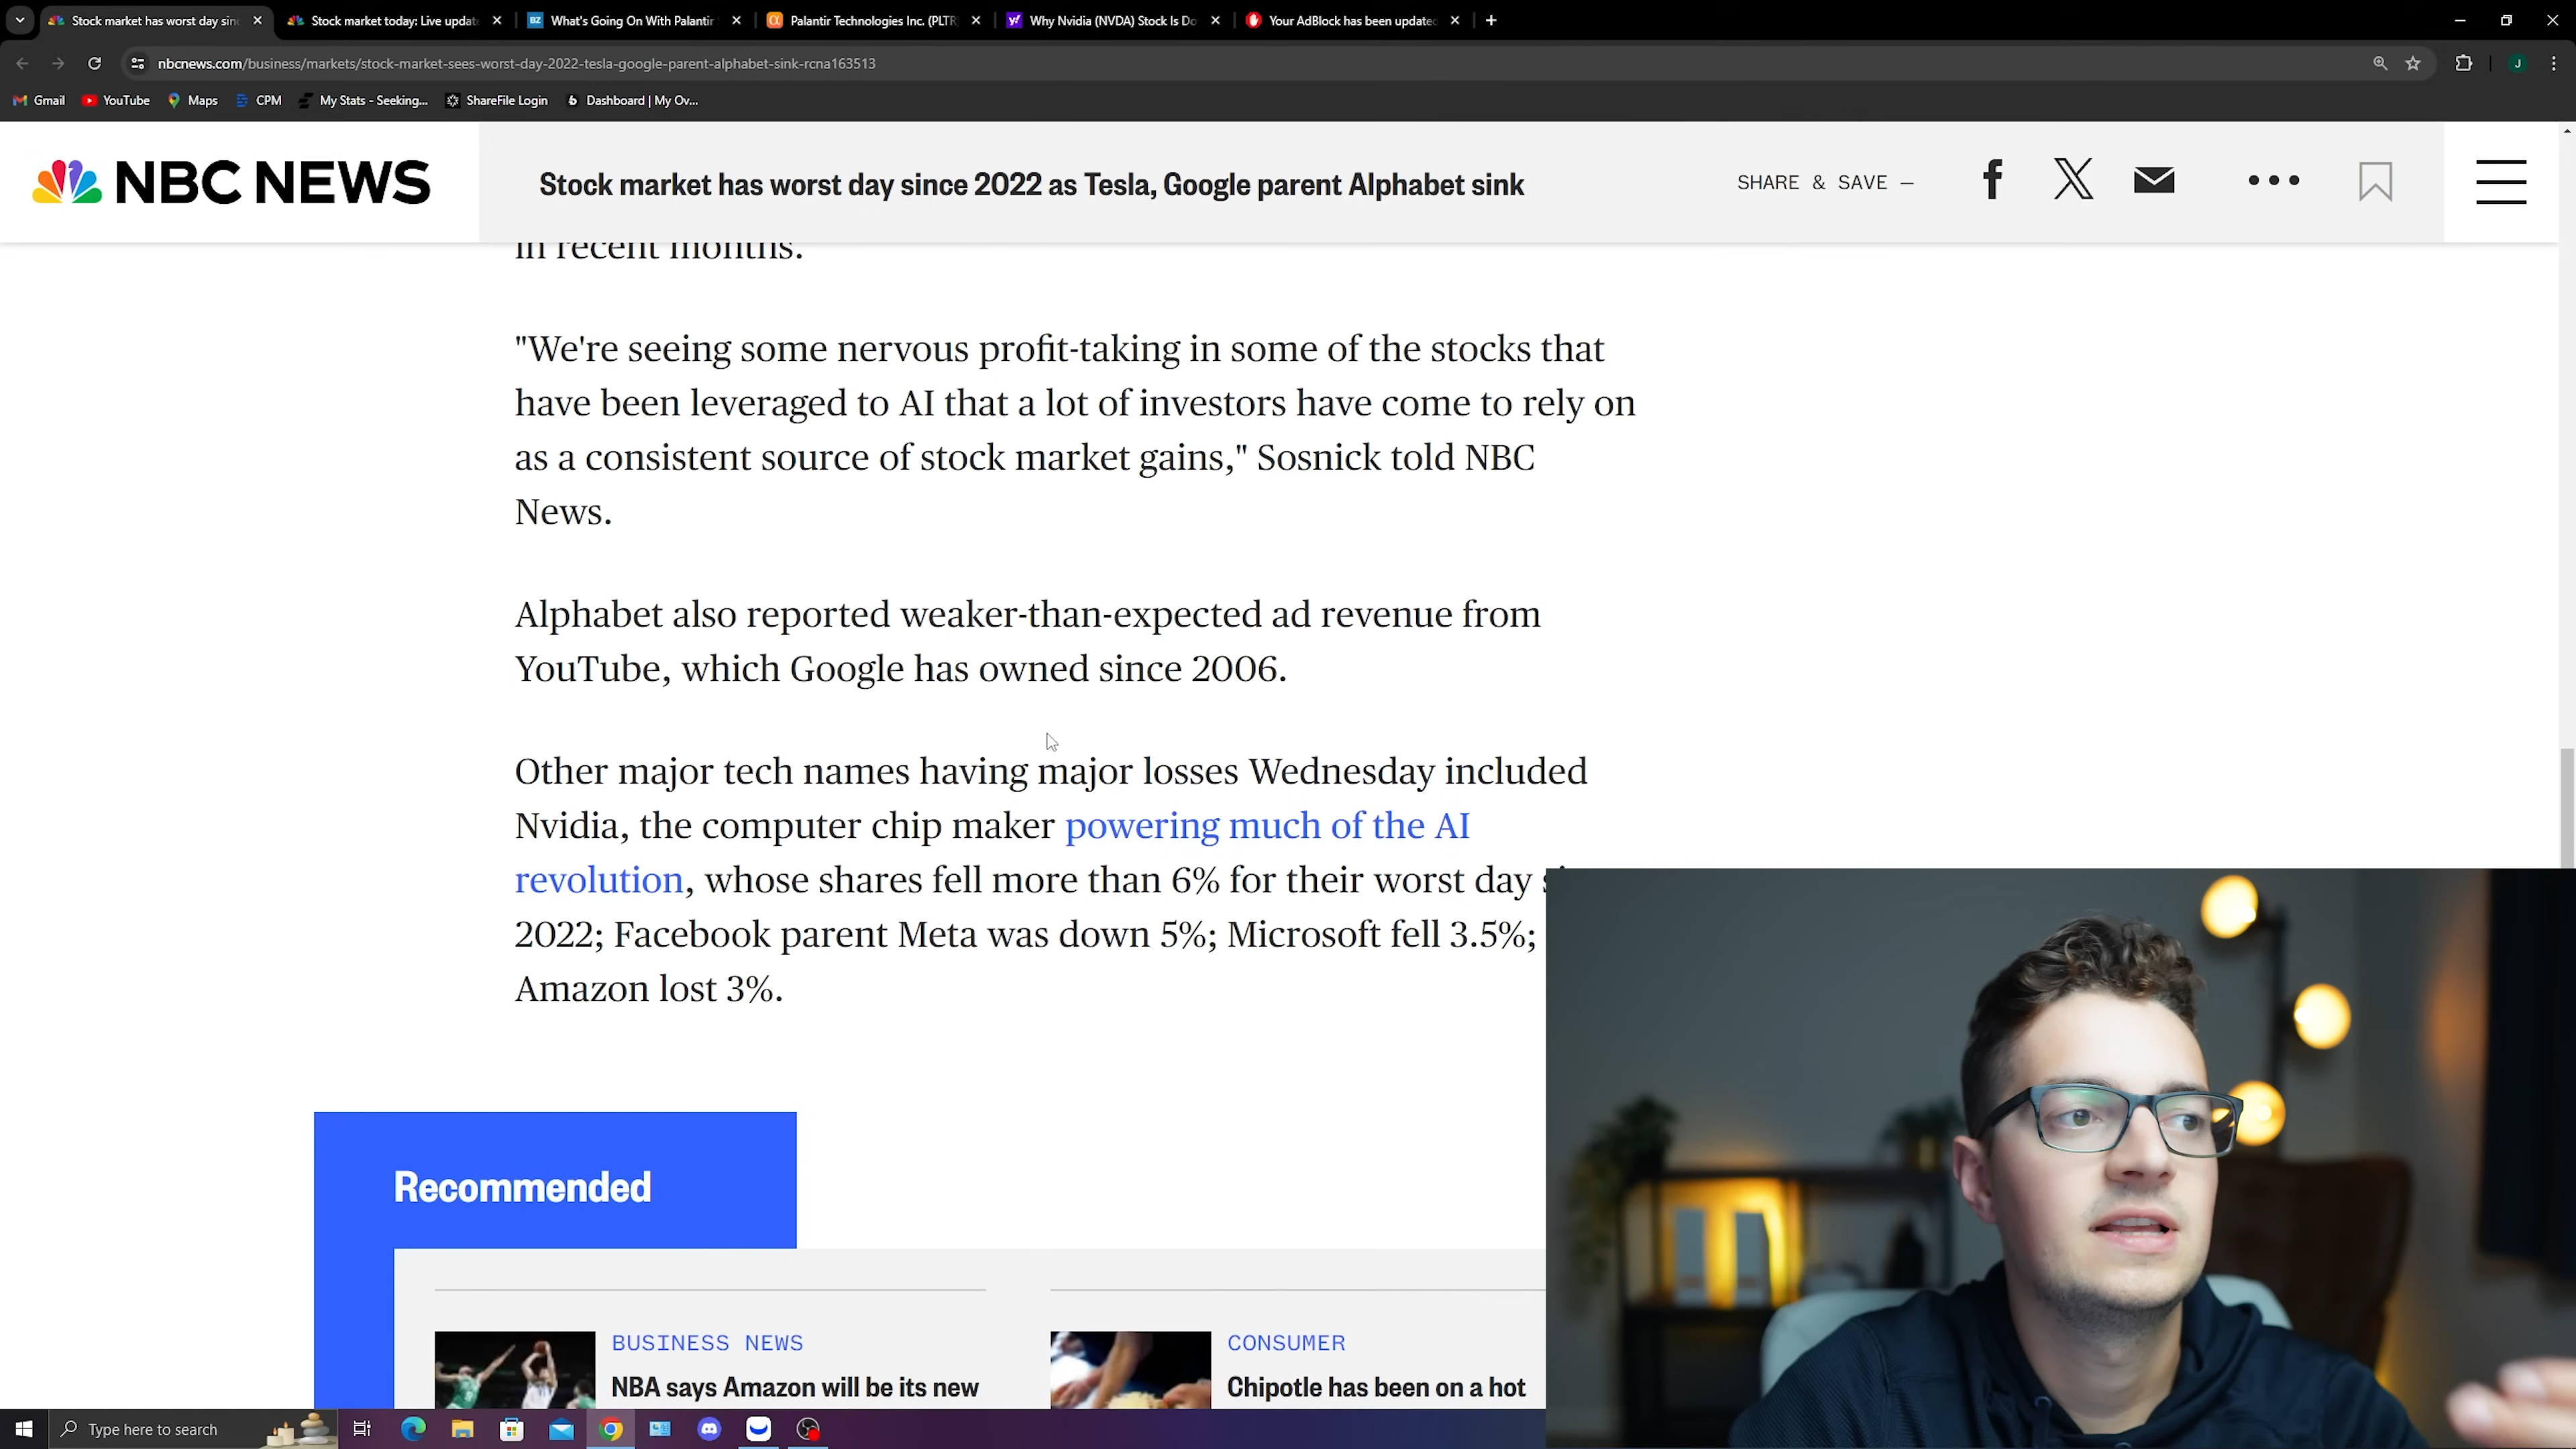 Stock market has worst day sin
Stock market today: Live updat
BZ
What's Going On With Palantir
Palantir Technologies Inc. (PLTR
y!
Why Nvidia (NVDA) Stock Is Do
Your AdBlock has been updated
nbcnews.com/business/markets/stock-market-sees-worst-day-2022-tesla-google-parent-alphabet-sink-rcna163513
J
Gmail
YouTube
Maps
CPM
My Stats - Seeking...
ShareFile Login
Dashboard | My Ov...
NBC NEWS
Stock market has worst day since 2022 as Tesla, Google parent Alphabet sink
SHARE & SAVE —
in recent months.
"We're seeing some nervous profit-taking in some of the stocks that
have been leveraged to AI that a lot of investors have come to rely on
as a consistent source of stock market gains," Sosnick told NBC
News.
Alphabet also reported weaker-than-expected ad revenue from
YouTube, which Google has owned since 2006.
Other major tech names having major losses Wednesday included
Nvidia, the computer chip maker powering much of the AI
revolution, whose shares fell more than 6% for their worst day
2022; Facebook parent Meta was down 5%; Microsoft fell 3.5%;
Amazon lost 3%.
Recommended
BUSINESS NEWS
NBA says Amazon will be its new
CONSUMER
Chipotle has been on a hot
Type here to search